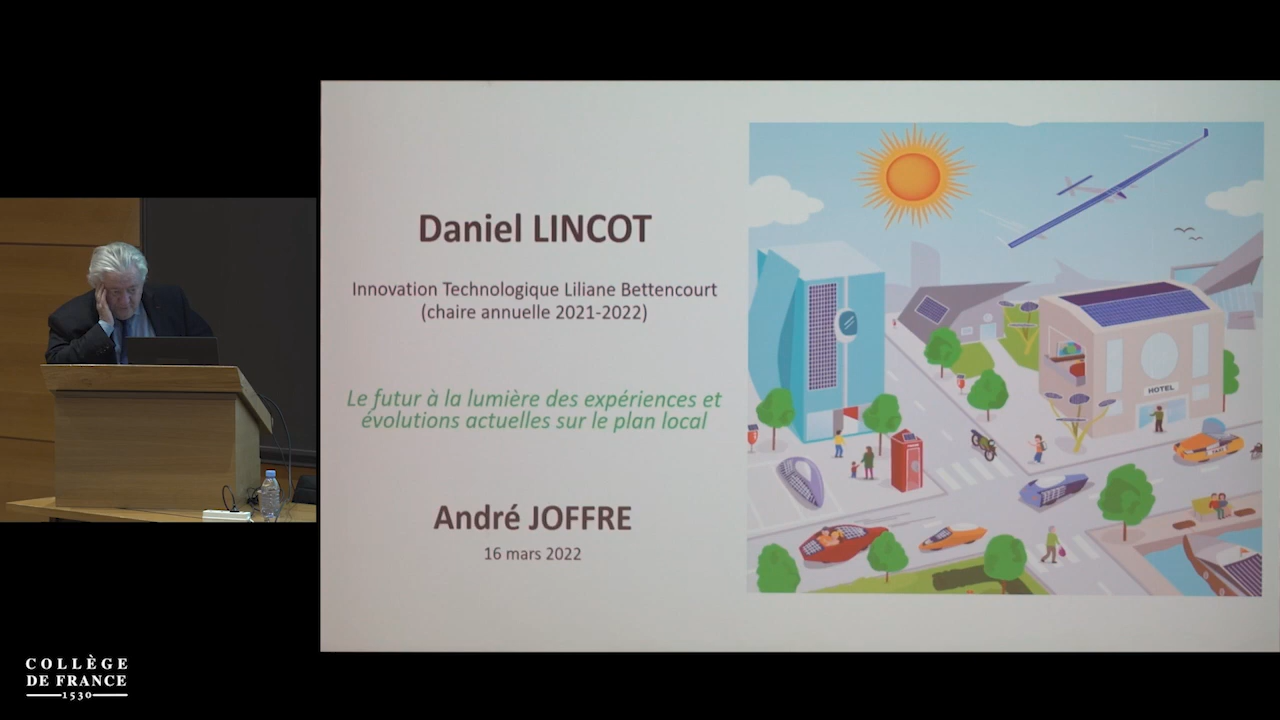 Daniel LINCOT
Innovation Technologique Liliane Bettencourt
(chaire annuelle 2021-2022)
Le futur à la lumière des expériences et
évolutions actuelles sur le plan local
André JOFFRE
16 mars 2022
HOTEL
COLLÈGE
DE FRANCE
1530